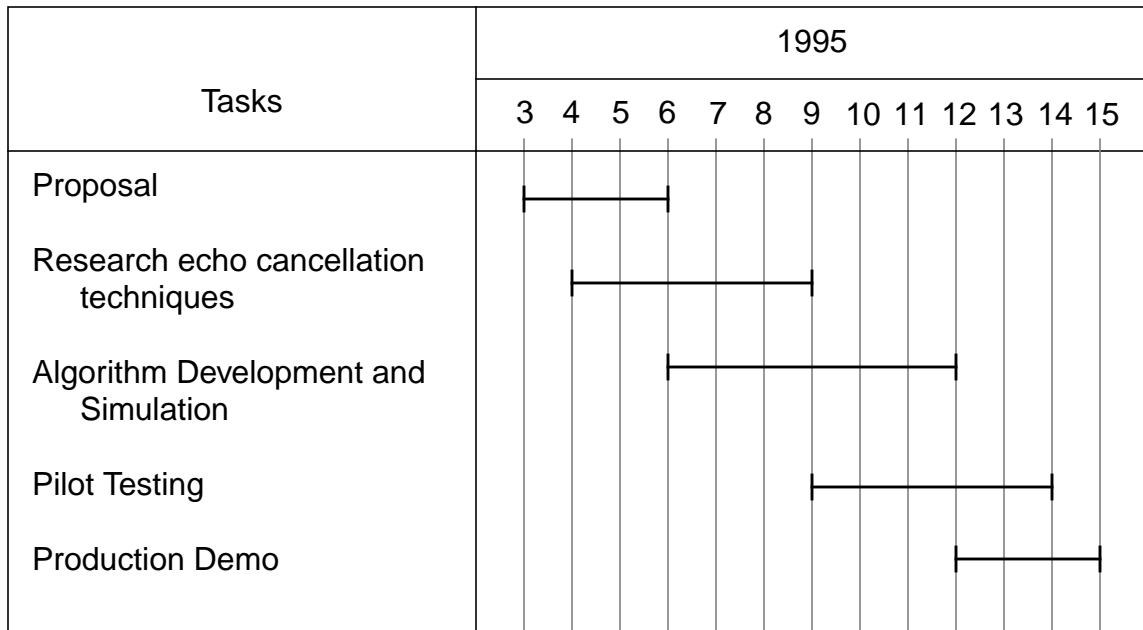 1995
Tasks
3 4 5 6 7 8 9 10 11 12 13 14 15
Proposal
Research echo cancellation
techniques
Algorithm Development and
Simulation
Pilot Testing
Production Demo